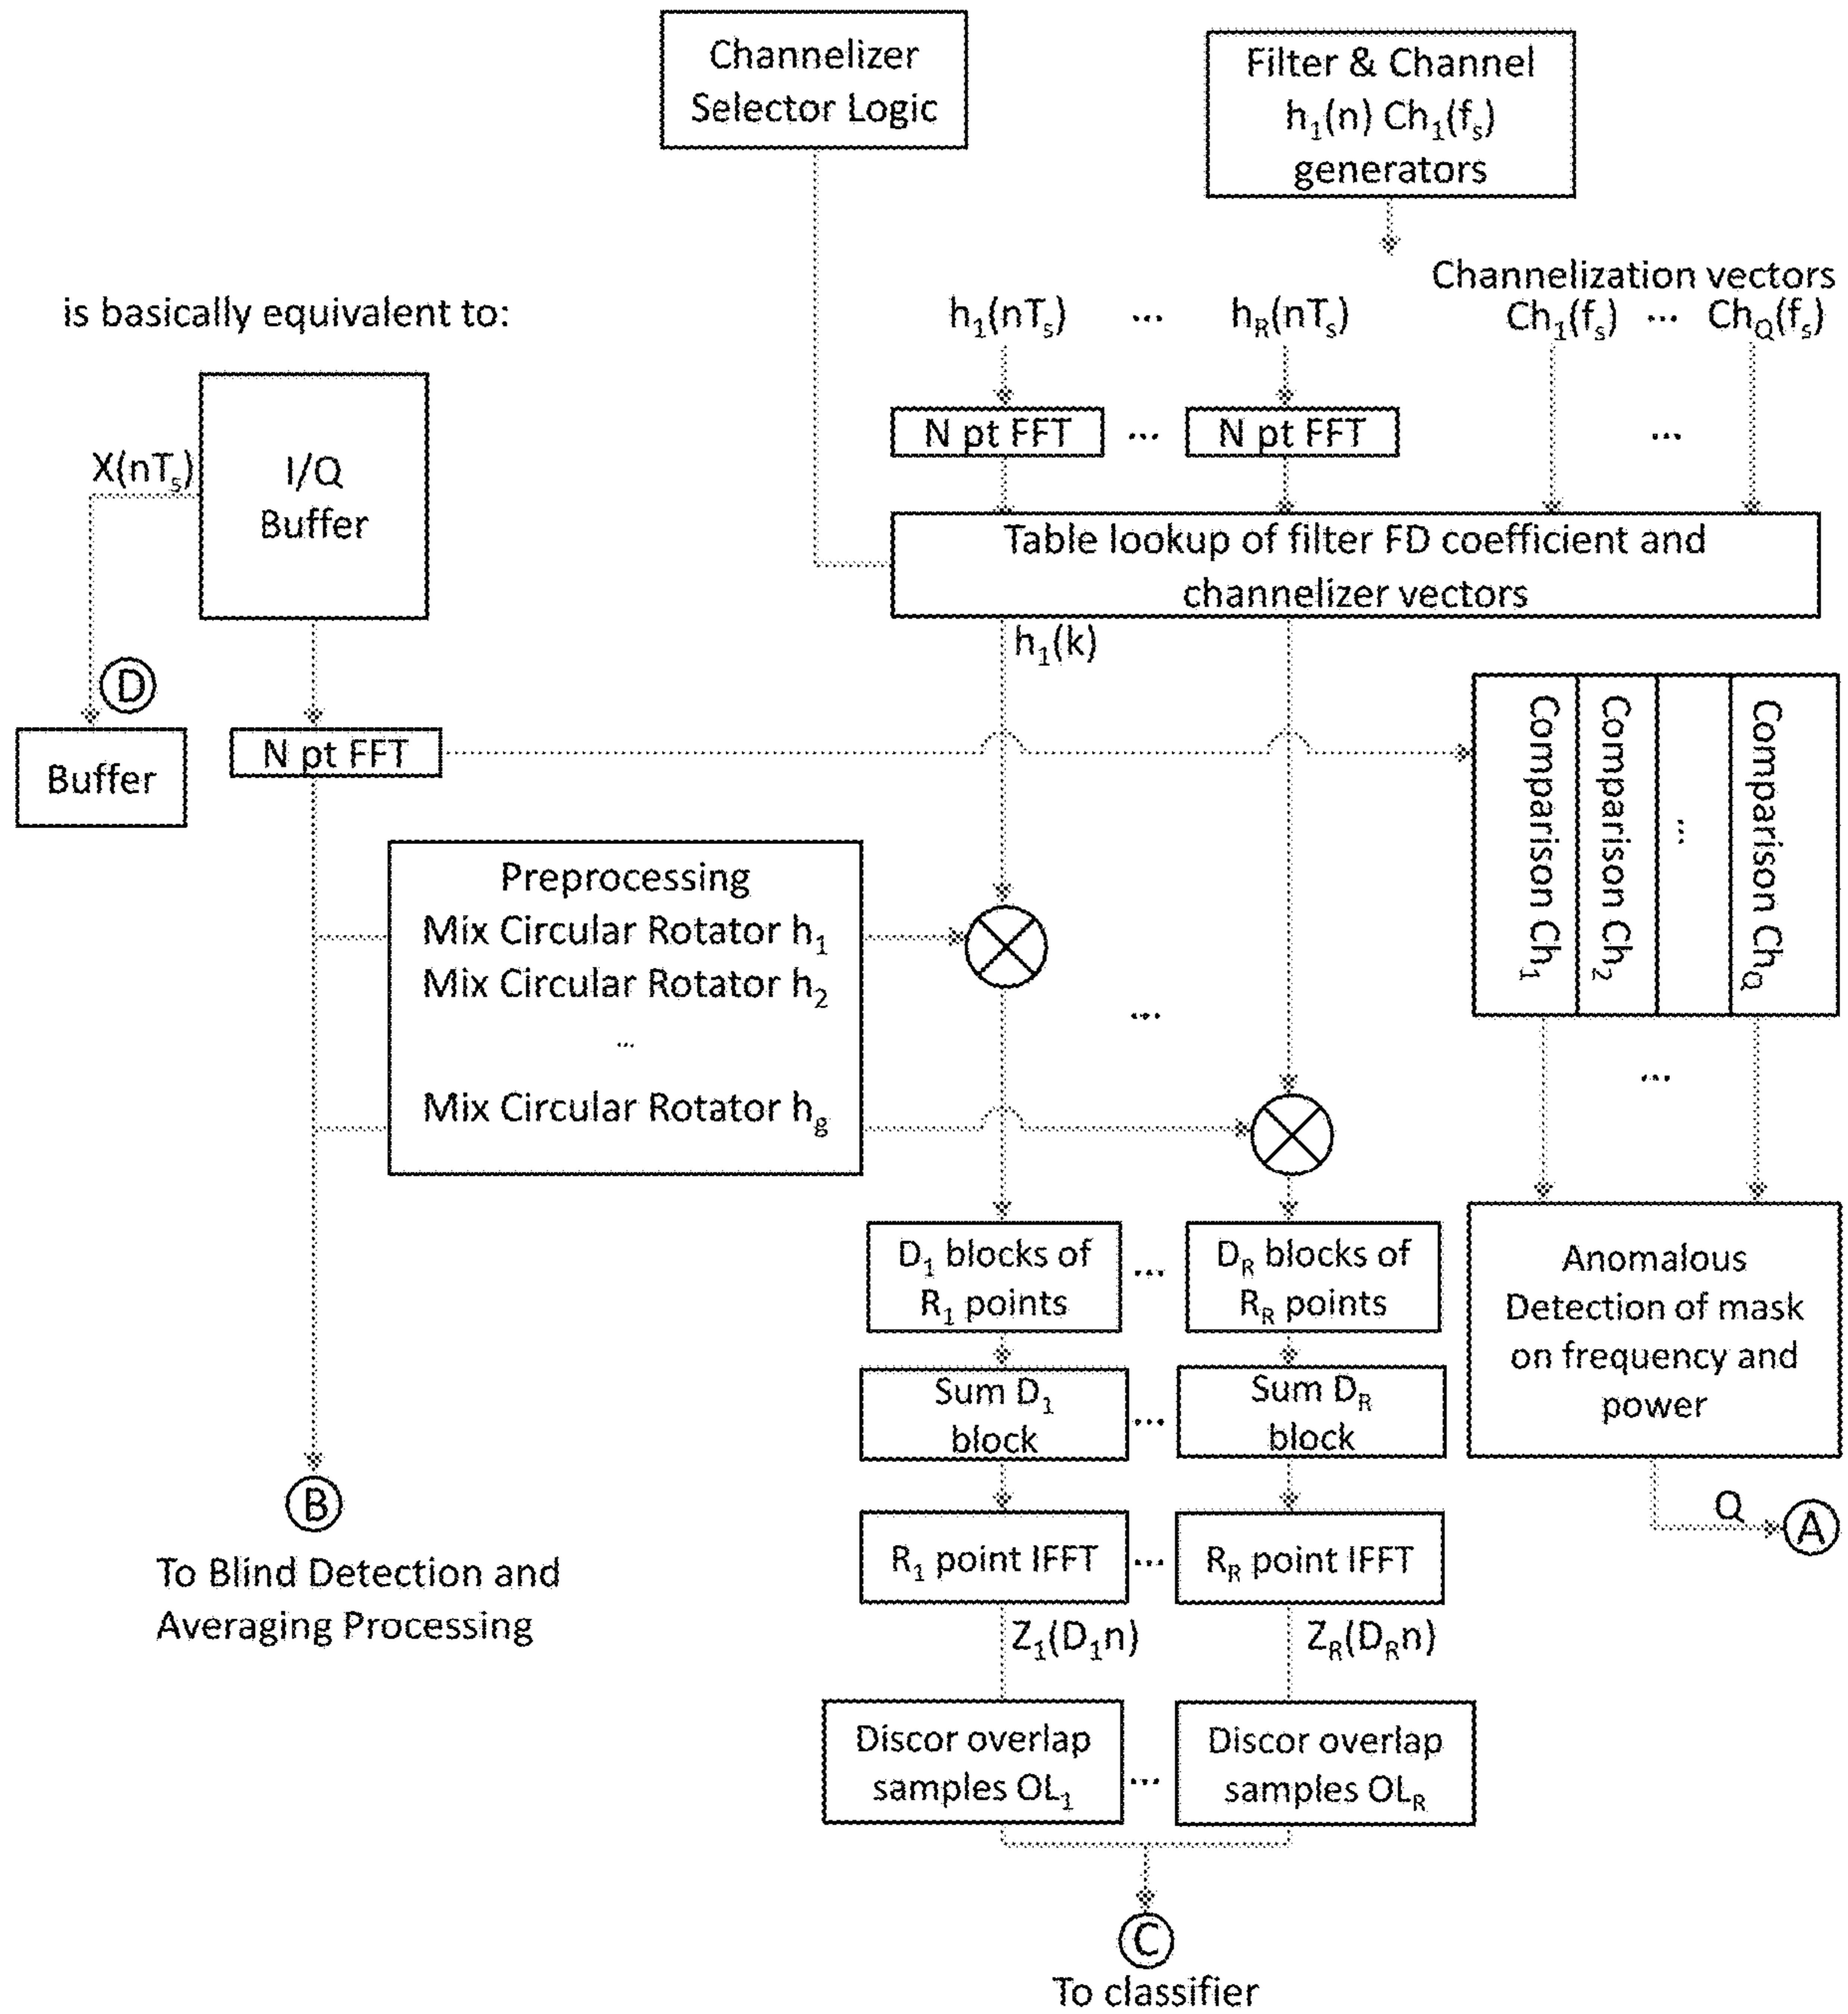 Channelizer
Selector Logic
Filter & Channel
h₁(n) Ch₁(fₛ)
generators
is basically equivalent to:
Channelization vectors
h₁(nTₛ) ... hR(nTₛ) Ch₁(fₛ) ... ChQ(fₛ)
N pt FFT ... N pt FFT ...
X(nTₛ)
I/Q
Buffer
Table lookup of filter FD coefficient and
channelizer vectors
h₁(k)
D
Buffer
N pt FFT
Comparison Ch₁
Comparison Ch₂
...
Comparison ChQ
Preprocessing
Mix Circular Rotator h₁
Mix Circular Rotator h₂
...
Mix Circular Rotator hg
...
...
D₁ blocks of
R₁ points
...
DR blocks of
RR points
Anomalous
Detection of mask
on frequency and
power
Sum D₁
block
...
Sum DR
block
B
To Blind Detection and
Averaging Processing
Q
A
R₁ point IFFT ... RR point IFFT
Z₁(D₁n)
ZR(DRn)
Discor overlap
samples OL₁
...
Discor overlap
samples OLR
C
To classifier